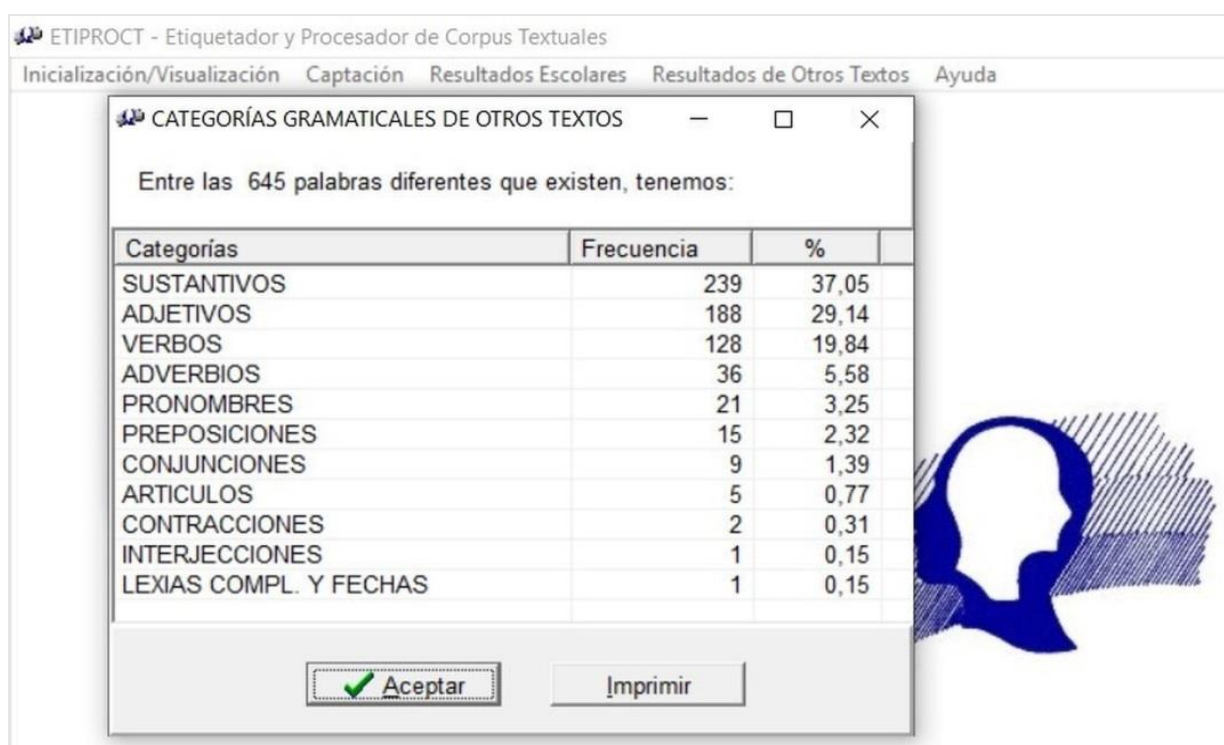 ETIPROCT - Etiquetador y Procesador de Corpus Textuales
Inicialización/Visualización Captación Resultados Escolares Resultados de Otros Textos Ayuda
CATEGORÍAS GRAMATICALES DE OTROS TEXTOS
Entre las 645 palabras diferentes que existen, tenemos:
Categorías Frecuencia %
SUSTANTIVOS 239 37,05
ADJETIVOS 188 29,14
VERBOS 128 19,84
ADVERBIOS 36 5,58
PRONOMBRES 21 3,25
PREPOSICIONES 15 2,32
CONJUNCIONES 9 1,39
ARTICULOS 5 0,77
CONTRACCIONES 2 0,31
INTERJECCIONES 1 0,15
LEXIAS COMPL. Y FECHAS 1 0,15
Aceptar Imprimir